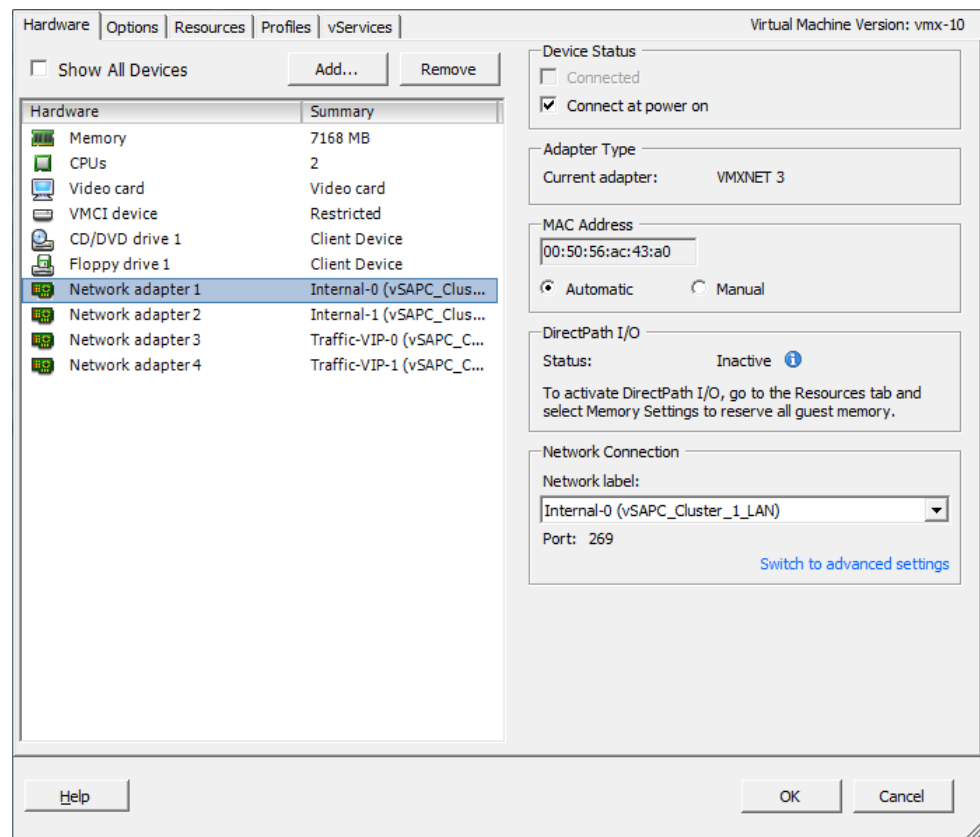 Hardware Options Resources Profiles vServices Virtual Machine Version: vmx-10
Show All Devices Add... Remove
Hardware Summary
Memory 7168 MB
CPUs 2
Video card Video card
VMCI device Restricted
CD/DVD drive 1 Client Device
Floppy drive 1 Client Device
Network adapter 1 Internal-0 (vSAPC_Clus...
Network adapter 2 Internal-1 (vSAPC_Clus...
Network adapter 3 Traffic-VIP-0 (vSAPC_C...
Network adapter 4 Traffic-VIP-1 (vSAPC_C...
Device Status
Connected
Connect at power on
Adapter Type
Current adapter: VMXNET 3
MAC Address
00:50:56:ac:43:a0
Automatic Manual
DirectPath I/O
Status: Inactive
To activate DirectPath I/O, go to the Resources tab and
select Memory Settings to reserve all guest memory.
Network Connection
Network label:
Internal-0 (vSAPC_Cluster_1_LAN)
Port: 269
Switch to advanced settings
Help OK Cancel